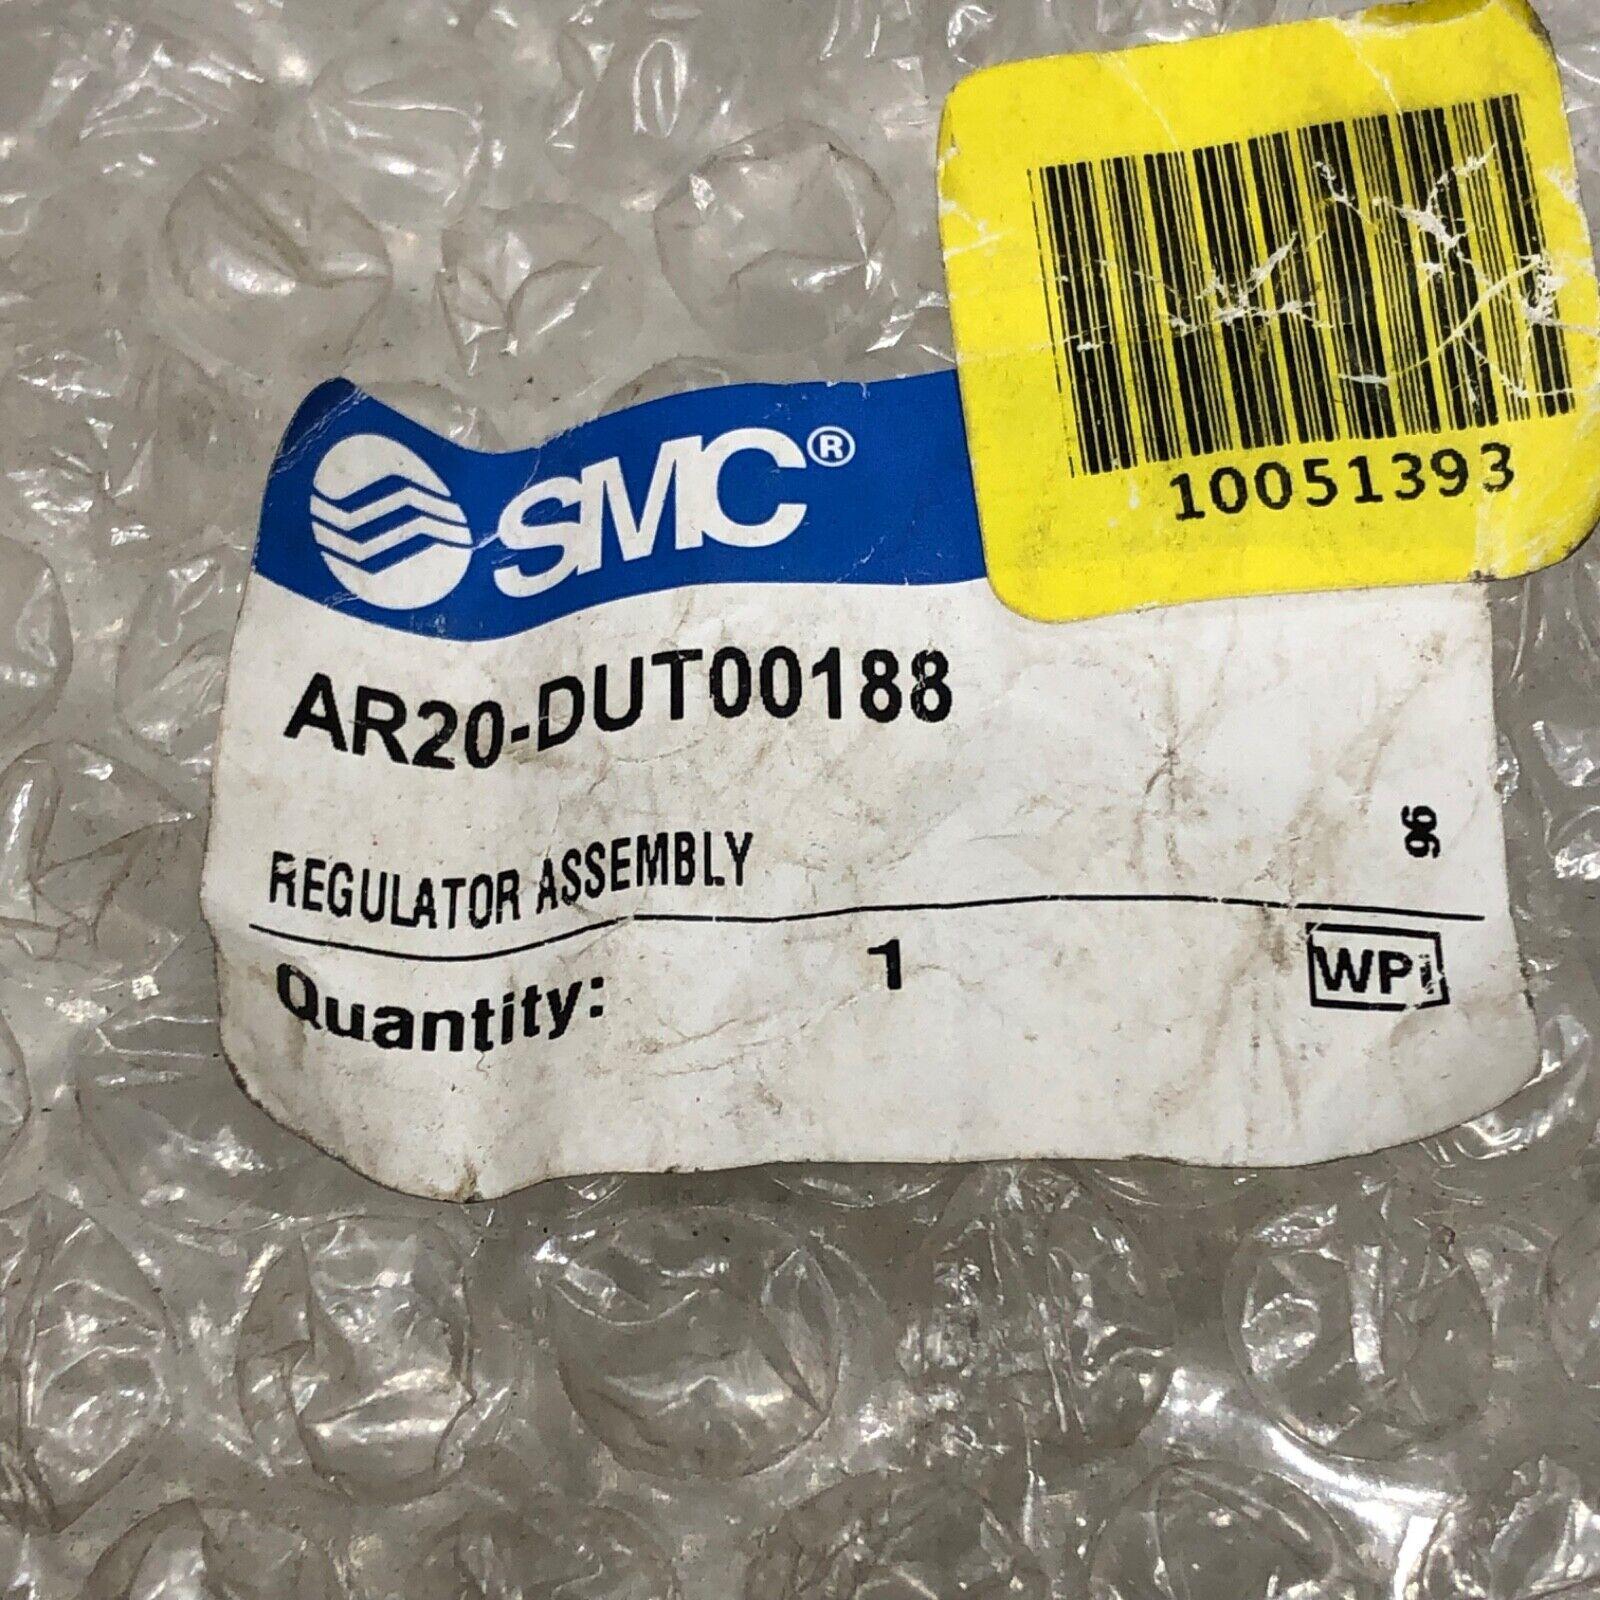 10051393
SMC®
AR20-DUT00188
REGULATOR ASSEMBLY
96
Quantity: 1
WPI